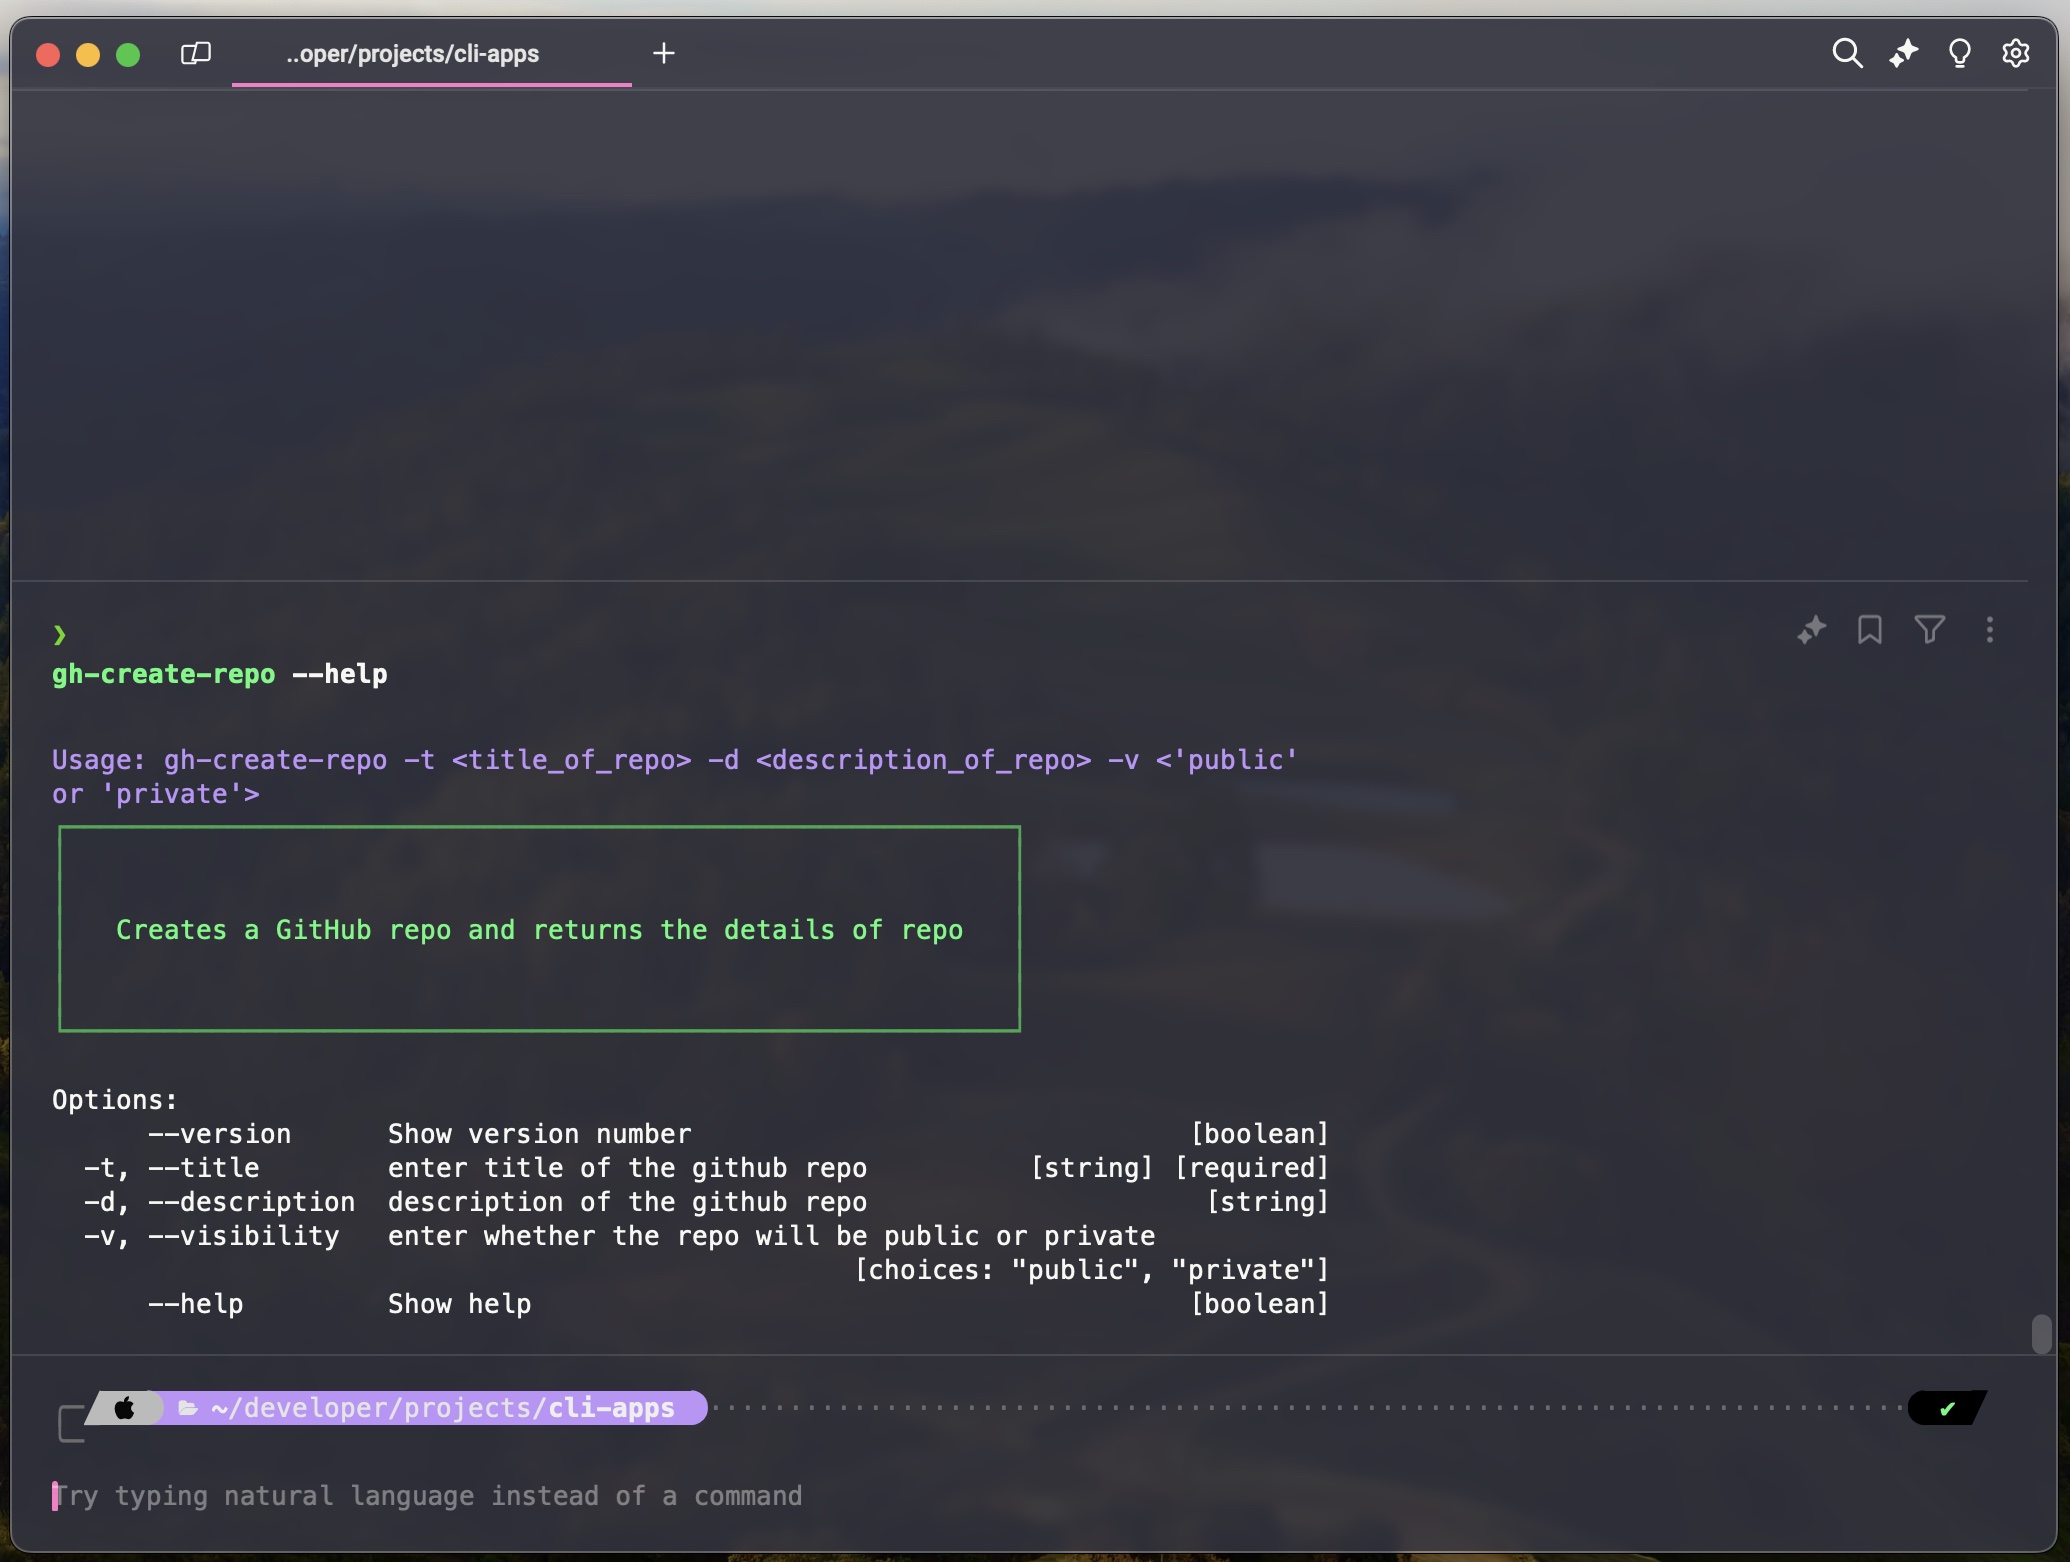 ..oper/projects/cli-apps
❯
gh-create-repo --help
Usage: gh-create-repo -t <title_of_repo> -d <description_of_repo> -v <'public'
or 'private'>
Creates a GitHub repo and returns the details of repo
Options:
      --version      Show version number                               [boolean]
  -t, --title        enter title of the github repo          [string] [required]
  -d, --description  description of the github repo                     [string]
  -v, --visibility   enter whether the repo will be public or private
                                                  [choices: "public", "private"]
      --help         Show help                                         [boolean]
~/developer/projects/cli-apps ✔
Try typing natural language instead of a command